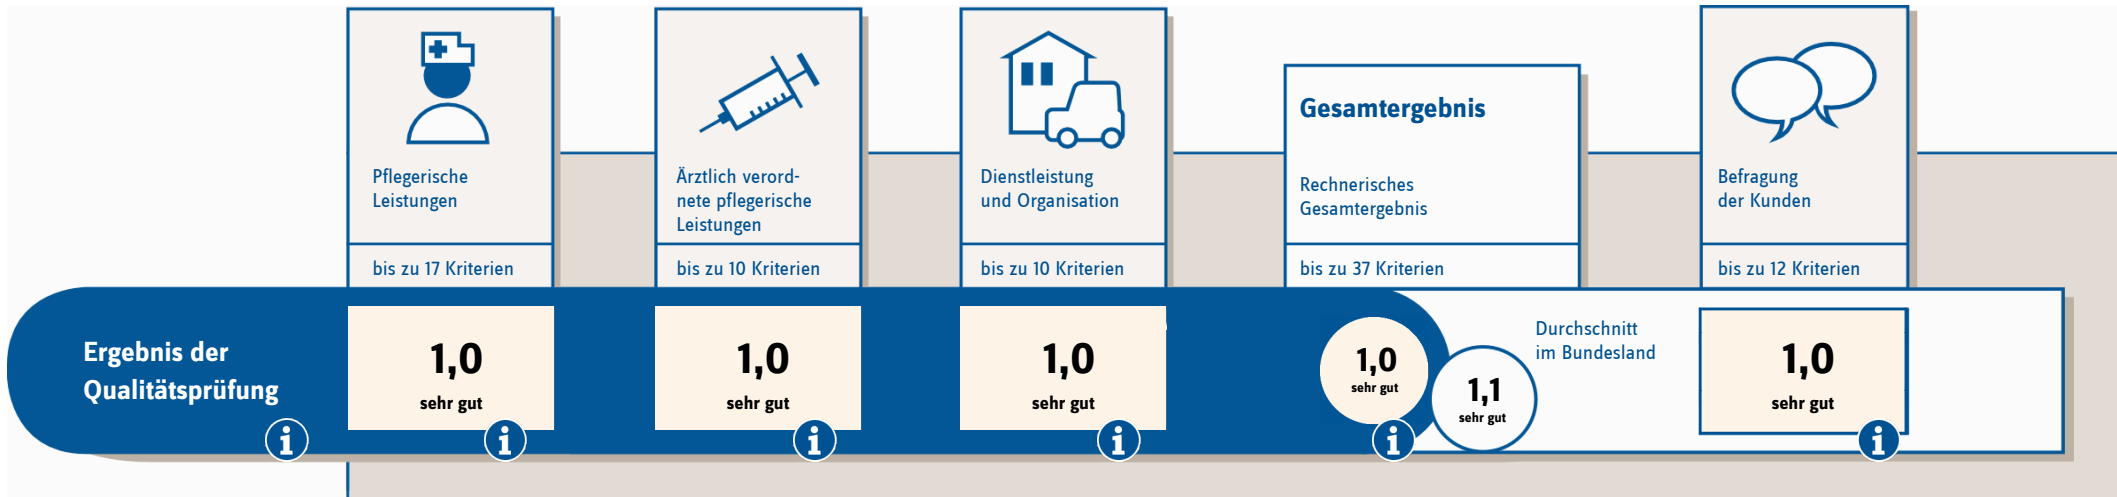 Pflegerische
Leistungen
bis zu 17 Kriterien
Ärztlich verord-
nete pflegerische
Leistungen
bis zu 10 Kriterien
Dienstleistung
und Organisation
bis zu 10 Kriterien
Gesamtergebnis
Rechnerisches
Gesamtergebnis
bis zu 37 Kriterien
Befragung
der Kunden
bis zu 12 Kriterien
Ergebnis der
Qualitätsprüfung
i
1,0
sehr gut
i
1,0
sehr gut
i
1,0
sehr gut
i
1,0
sehr gut
i
1,1
sehr gut
Durchschnitt
im Bundesland
1,0
sehr gut
i